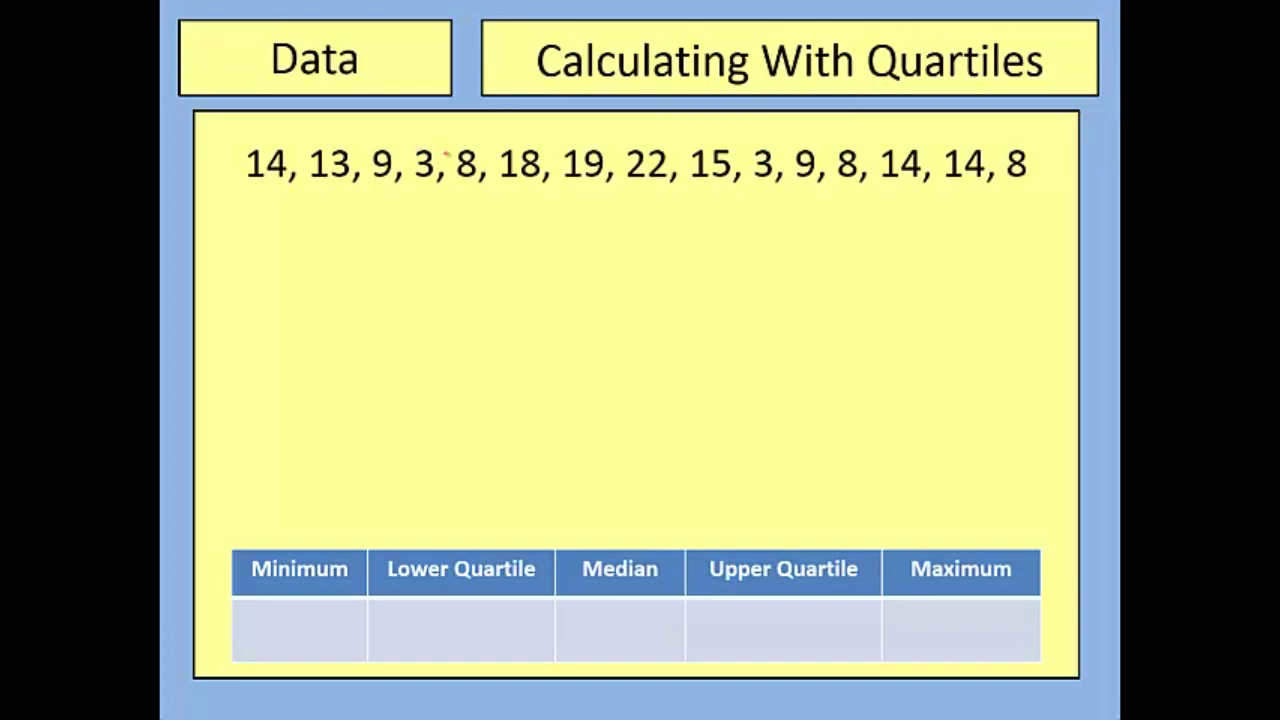 Data
Calculating With Quartiles
14, 13, 9, 3, 8, 18, 19, 22, 15, 3, 9, 8, 14, 14, 8
Minimum Lower Quartile Median Upper Quartile Maximum